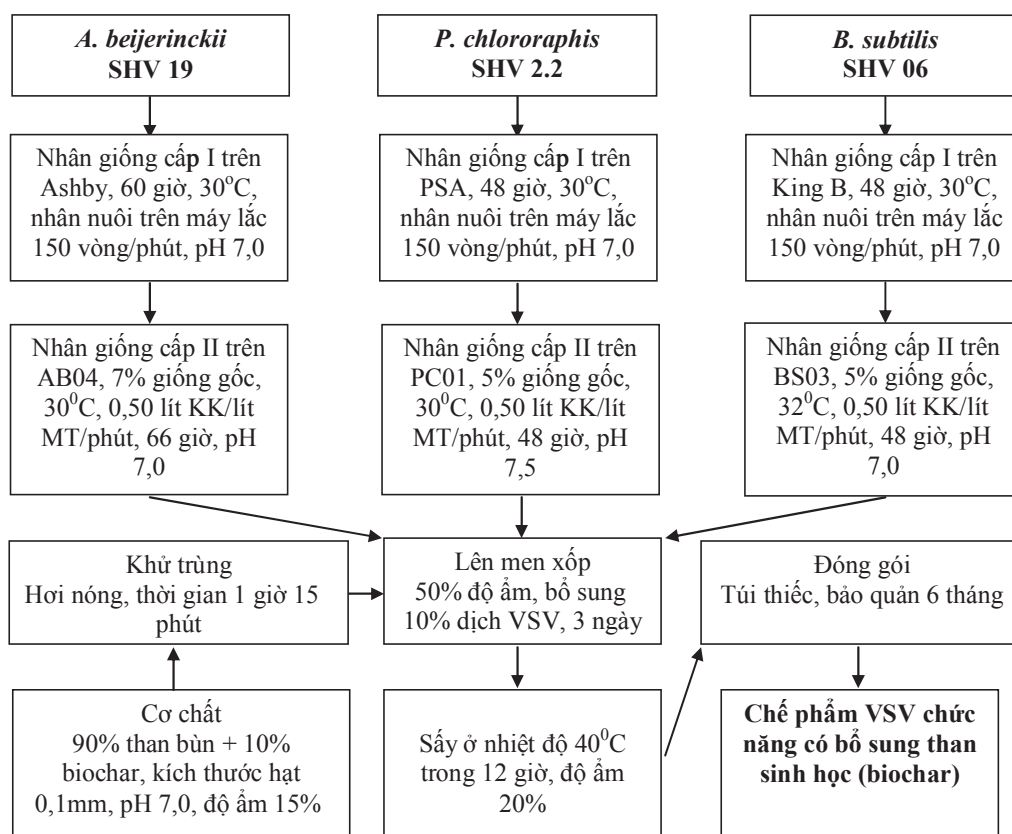 A. beijerinckii
SHV 19
P. chlororaphis
SHV 2.2
B. subtilis
SHV 06
Nhân giống cấp I trên
Ashby, 60 giờ, 30oC,
nhân nuôi trên máy lắc
150 vòng/phút, pH 7,0
Nhân giống cấp I trên
PSA, 48 giờ, 30oC,
nhân nuôi trên máy lắc
150 vòng/phút, pH 7,0
Nhân giống cấp I trên
King B, 48 giờ, 30oC,
nhân nuôi trên máy lắc
150 vòng/phút, pH 7,0
Nhân giống cấp II trên
AB04, 7% giống gốc,
30⁰C, 0,50 lít KK/lít
MT/phút, 66 giờ, pH
7,0
Nhân giống cấp II trên
PC01, 5% giống gốc,
30⁰C, 0,50 lít KK/lít
MT/phút, 48 giờ, pH
7,5
Nhân giống cấp II trên
BS03, 5% giống gốc,
32⁰C, 0,50 lít KK/lít
MT/phút, 48 giờ, pH
7,0
Khử trùng
Hơi nóng, thời gian 1 giờ 15
phút
Lên men xốp
50% độ ẩm, bổ sung
10% dịch VSV, 3 ngày
Đóng gói
Túi thiếc, bảo quản 6 tháng
Cơ chất
90% than bùn + 10%
biochar, kích thước hạt
0,1mm, pH 7,0, độ ẩm 15%
Sấy ở nhiệt độ 40⁰C
trong 12 giờ, độ ẩm
20%
Chế phẩm VSV chức
năng có bổ sung than
sinh học (biochar)